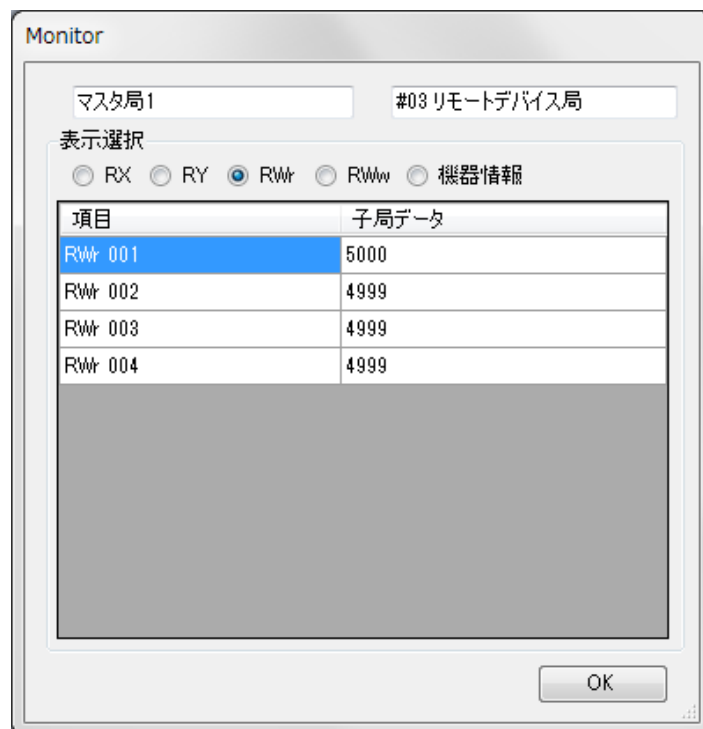 Monitor
マスタ局1 #03 リモートデバイス局
表示選択
RX RY RWr RWw 機器情報
項目 子局データ
RWr 001 5000
RWr 002 4999
RWr 003 4999
RWr 004 4999
OK